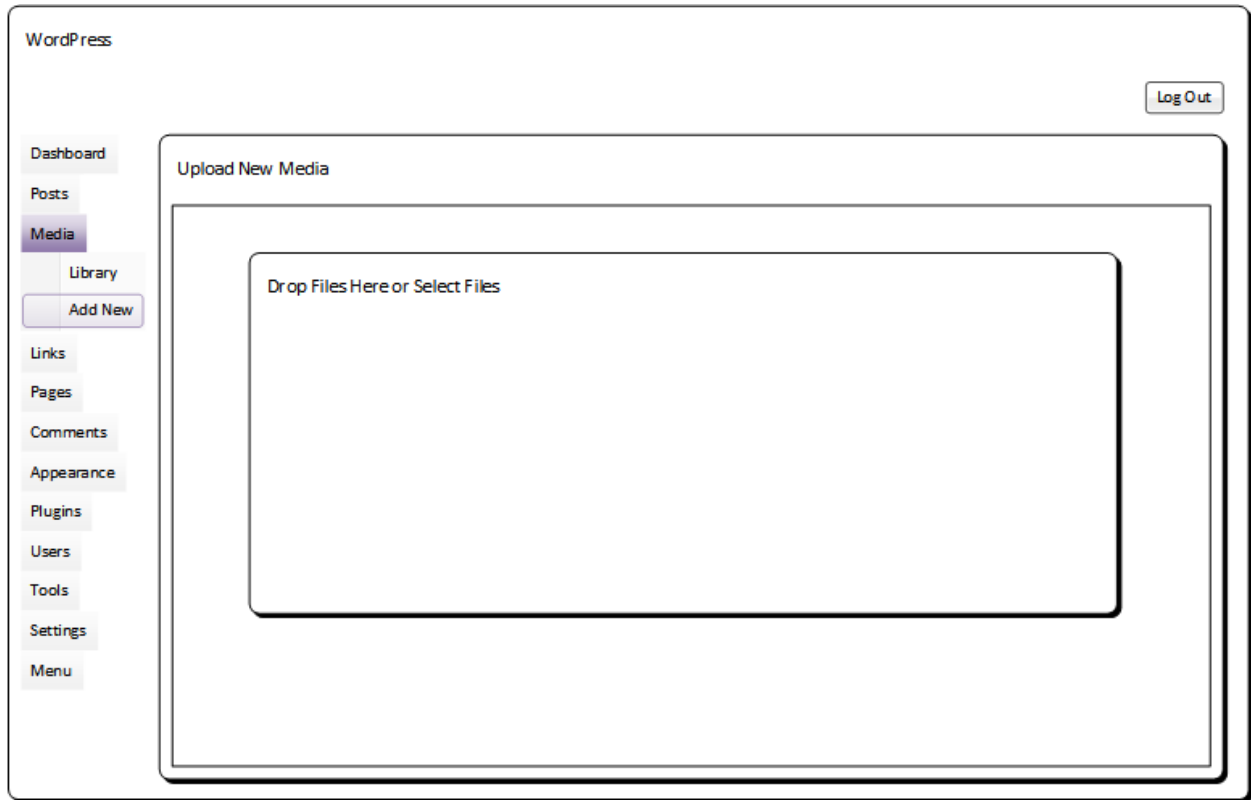 WordPress
Log Out
Dashboard
Posts
Media
Library
Add New
Links
Pages
Comments
Appearance
Plugins
Users
Tools
Settings
Menu
Upload New Media
Drop Files Here or Select Files